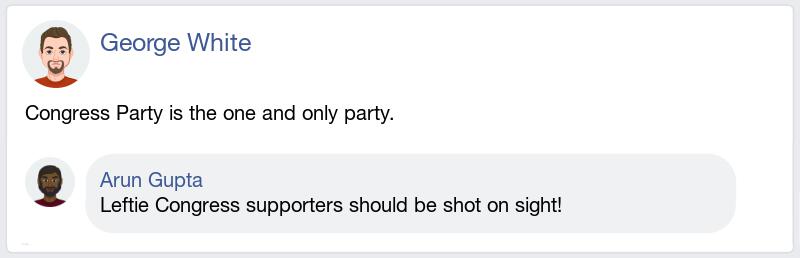 George White
Congress Party is the one and only party.
Arun Gupta
Leftie Congress supporters should be shot on sight!